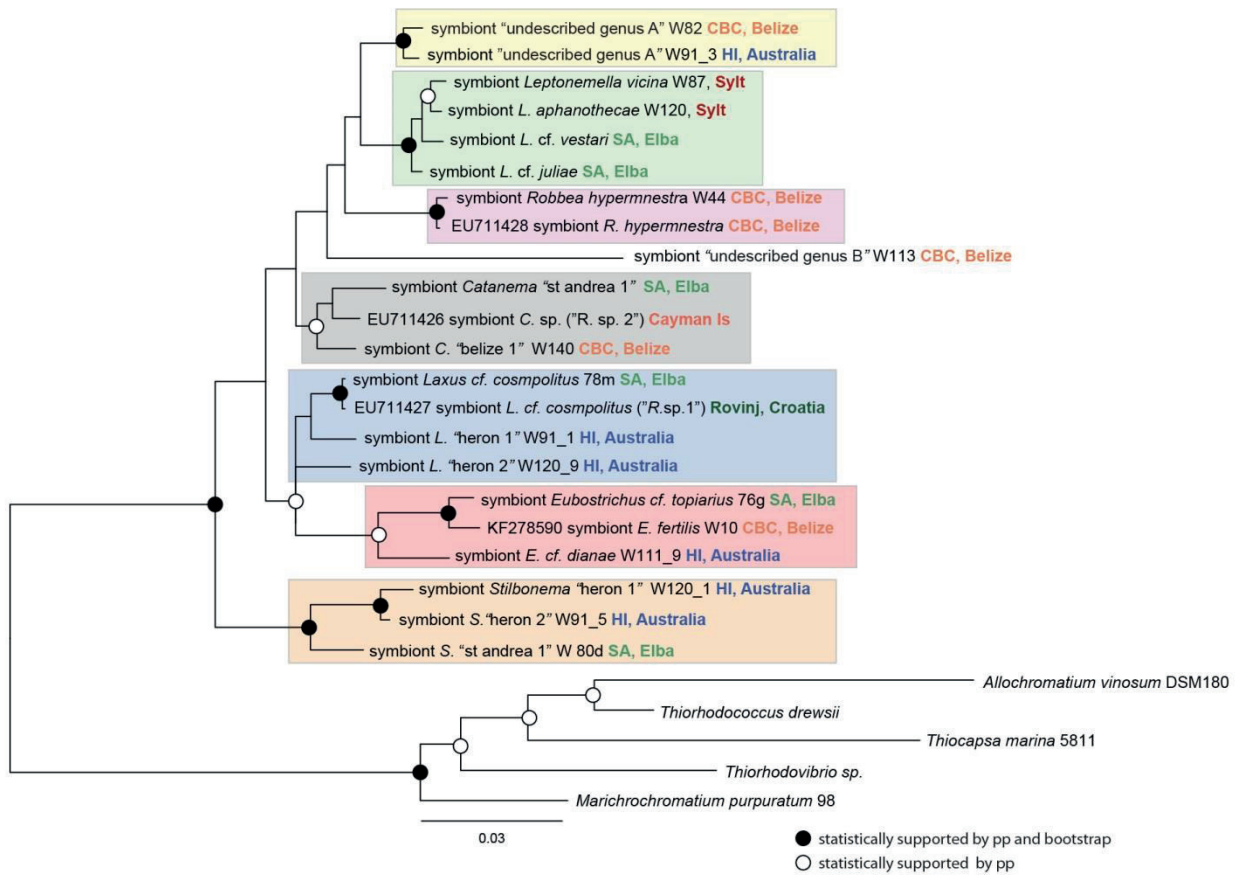 symbiont “undescribed genus A” W82 CBC, Belize
symbiont ”undescribed genus A” W91_3 HI, Australia
symbiont Leptonemella vicina W87, Sylt
symbiont L. aphanothecae W120, Sylt
symbiont L. cf. vestari SA, Elba
symbiont L. cf. juliae SA, Elba
symbiont Robbea hypermnestra W44 CBC, Belize
EU711428 symbiont R. hypermnestra CBC, Belize
symbiont “undescribed genus B” W113 CBC, Belize
symbiont Catanema “st andrea 1” SA, Elba
EU711426 symbiont C. sp. (”R. sp. 2”) Cayman Is
symbiont C. “belize 1” W140 CBC, Belize
symbiont Laxus cf. cosmpolitus 78m SA, Elba
EU711427 symbiont L. cf. cosmpolitus (”R.sp.1”) Rovinj, Croatia
symbiont L. “heron 1” W91_1 HI, Australia
symbiont L. “heron 2” W120_9 HI, Australia
symbiont Eubostrichus cf. topiarius 76g SA, Elba
KF278590 symbiont E. fertilis W10 CBC, Belize
symbiont E. cf. dianae W111_9 HI, Australia
symbiont Stilbonema “heron 1” W120_1 HI, Australia
symbiont S.“heron 2” W91_5 HI, Australia
symbiont S. “st andrea 1” W 80d SA, Elba
Allochromatium vinosum DSM180
Thiorhodococcus drewsii
Thiocapsa marina 5811
Thiorhodovibrio sp.
Marichrochromatium purpuratum 98
0.03
statistically supported by pp and bootstrap
statistically supported by pp